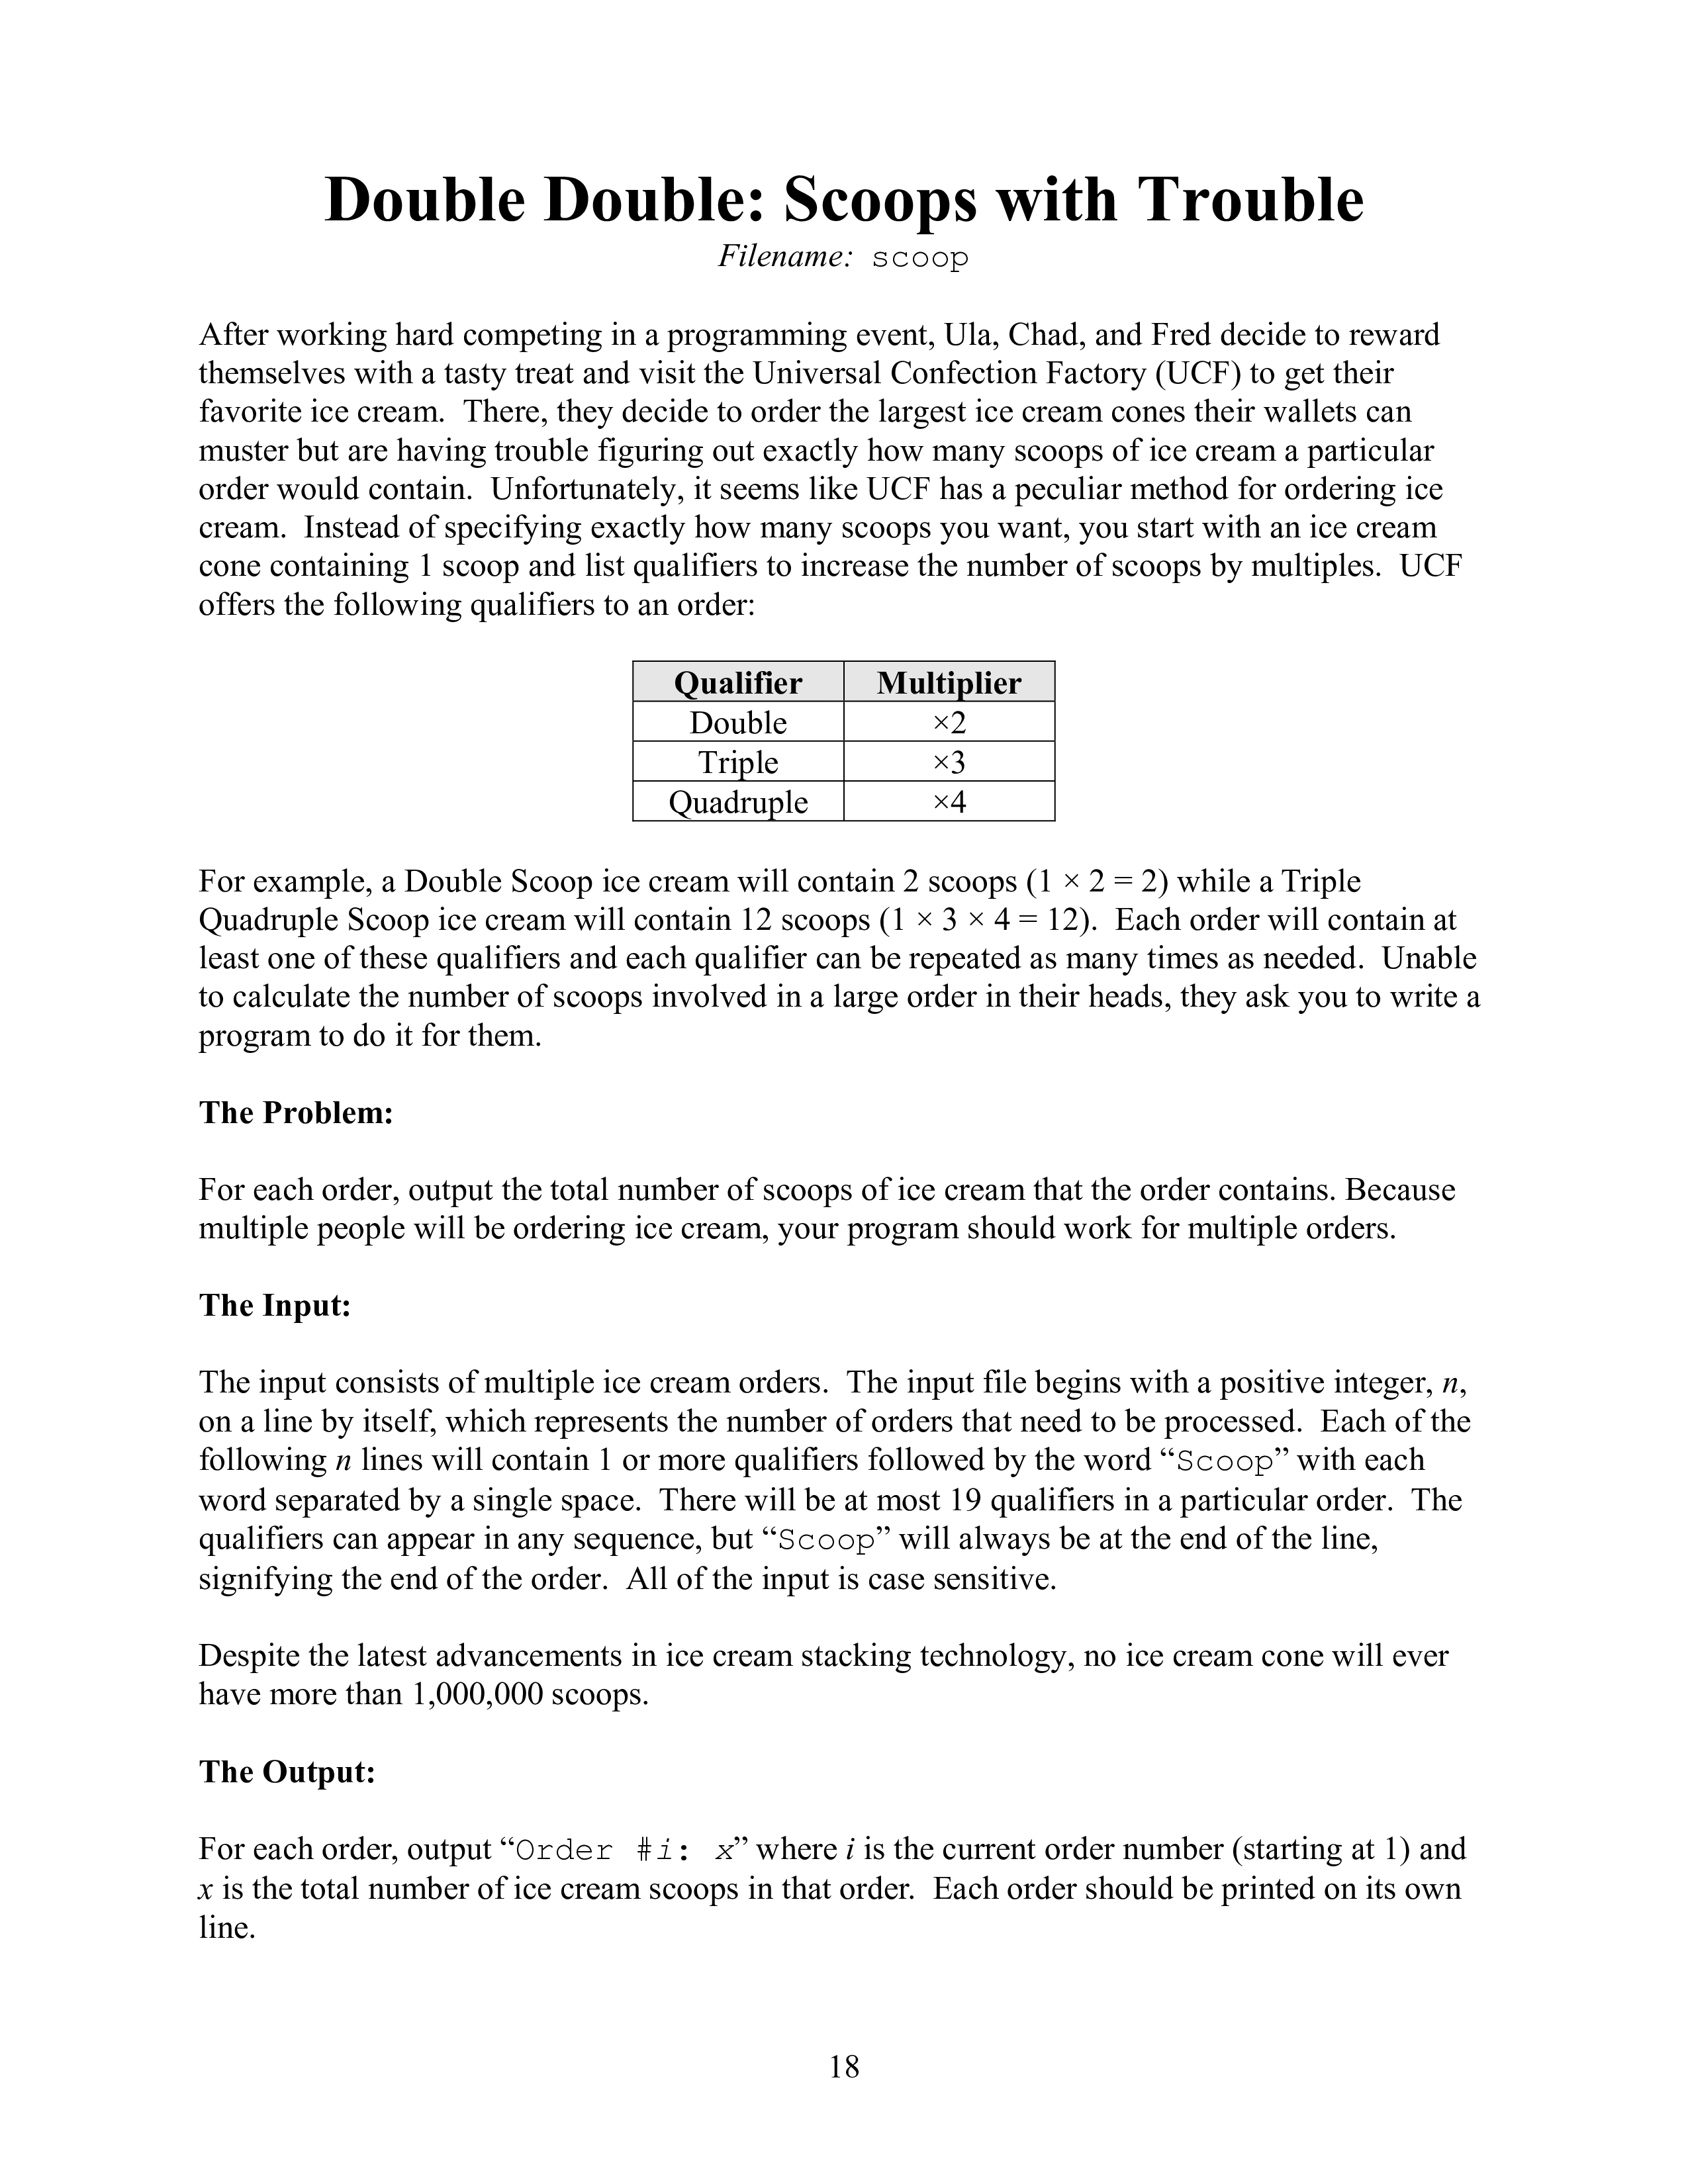 Double Double: Scoops with Trouble
Filename: scoop
After working hard competing in a programming event, Ula, Chad, and Fred decide to reward
themselves with a tasty treat and visit the Universal Confection Factory (UCF) to get their
favorite ice cream.  There, they decide to order the largest ice cream cones their wallets can
muster but are having trouble figuring out exactly how many scoops of ice cream a particular
order would contain.  Unfortunately, it seems like UCF has a peculiar method for ordering ice
cream.  Instead of specifying exactly how many scoops you want, you start with an ice cream
cone containing 1 scoop and list qualifiers to increase the number of scoops by multiples.  UCF
offers the following qualifiers to an order:
Qualifier Multiplier
Double ×2
Triple ×3
Quadruple ×4
For example, a Double Scoop ice cream will contain 2 scoops (1 × 2 = 2) while a Triple
Quadruple Scoop ice cream will contain 12 scoops (1 × 3 × 4 = 12).  Each order will contain at
least one of these qualifiers and each qualifier can be repeated as many times as needed.  Unable
to calculate the number of scoops involved in a large order in their heads, they ask you to write a
program to do it for them.
The Problem:
For each order, output the total number of scoops of ice cream that the order contains. Because
multiple people will be ordering ice cream, your program should work for multiple orders.
The Input:
The input consists of multiple ice cream orders.  The input file begins with a positive integer, n,
on a line by itself, which represents the number of orders that need to be processed.  Each of the
following n lines will contain 1 or more qualifiers followed by the word “Scoop” with each
word separated by a single space.  There will be at most 19 qualifiers in a particular order.  The
qualifiers can appear in any sequence, but “Scoop” will always be at the end of the line,
signifying the end of the order.  All of the input is case sensitive.
Despite the latest advancements in ice cream stacking technology, no ice cream cone will ever
have more than 1,000,000 scoops.
The Output:
For each order, output “Order #i: x” where i is the current order number (starting at 1) and
x is the total number of ice cream scoops in that order.  Each order should be printed on its own
line.
18